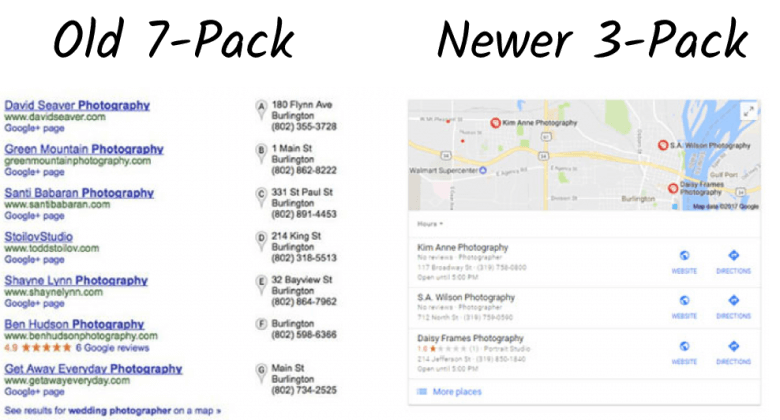 Old 7-Pack
Newer 3-Pack
David Seaver Photography
www.davidseaver.com
Google+ page
A 180 Flynn Ave
Burlington
(802) 355-3728
Green Mountain Photography
greenmountainphotography.com
Google+ page
B 1 Main St
Burlington
(802) 862-8222
Santi Babaran Photography
www.santibabaran.com
Google+ page
C 331 St Paul St
Burlington
(802) 891-4453
StoilovStudio
www.toddstoilov.com
Google+ page
D 214 King St
Burlington
(802) 318-5513
Shayne Lynn Photography
www.shaynelynn.com
Google+ page
E 32 Bayview St
Burlington
(802) 864-7962
Ben Hudson Photography
www.benhudsonphotography.com
4.9 ★★★★★ 6 Google reviews
F Burlington
(802) 598-6366
Get Away Everyday Photography
www.getawayeveryday.com
Google+ page
G Main St
Burlington
(802) 734-2525
See results for wedding photographer on a map »
Kim Anne Photography
S.A. Wilson Photography
Walmart Supercenter
Gulf Port
Daisy Frames
Photography
Burlington
Map data ©2017 Google
Hours
Kim Anne Photography
No reviews · Photographer
117 Broadway St · (319) 758-0800
Open until 5:00 PM
WEBSITE
DIRECTIONS
S.A. Wilson Photography
No reviews · Photographer
712 North St · (319) 758-0590
WEBSITE
DIRECTIONS
Daisy Frames Photography
1.0 ★ (1) · Portrait Studio
214 Jefferson St · (319) 850-1840
Open until 5:00 PM
WEBSITE
DIRECTIONS
More places